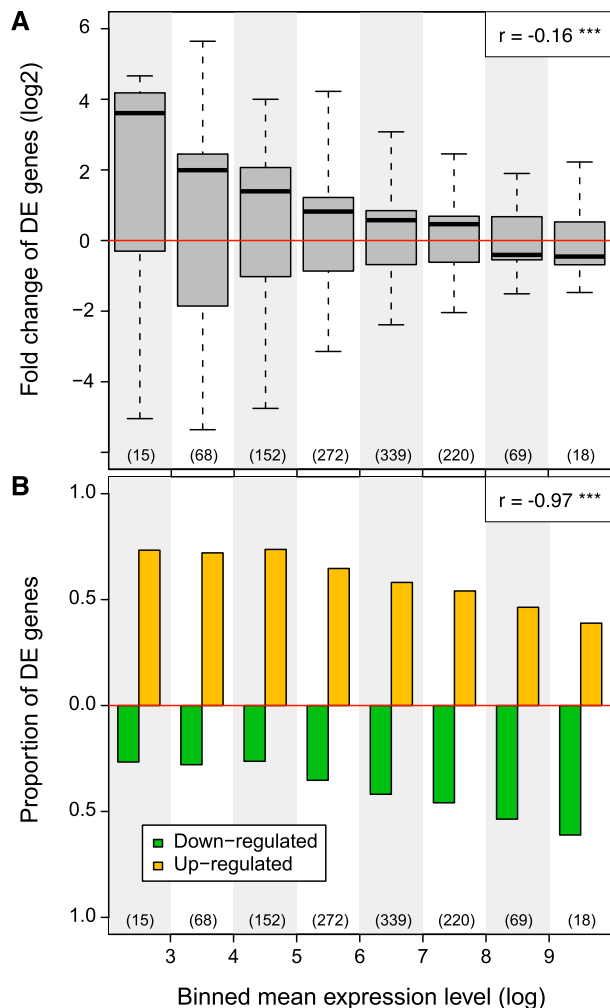 A
r = -0.16 ***
Fold change of DE genes (log2)
6
4
2
0
−2
−4
(15) (68) (152) (272) (339) (220) (69) (18)
B
r = -0.97 ***
Proportion of DE genes
1.0
0.5
0.0
0.5
1.0
Down−regulated
Up−regulated
(15) (68) (152) (272) (339) (220) (69) (18)
3 4 5 6 7 8 9
Binned mean expression level (log)